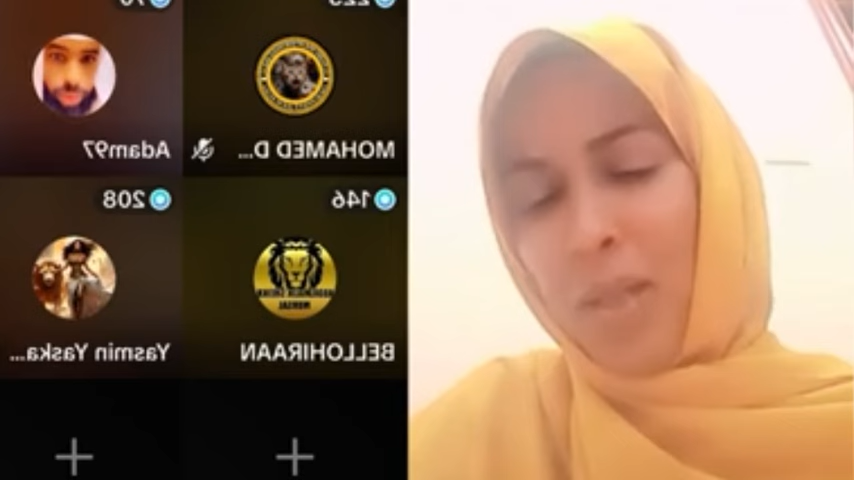 Adam97
MOHAMED D...
208
146
Yasmin Yaska...
BELLOHIRAAN